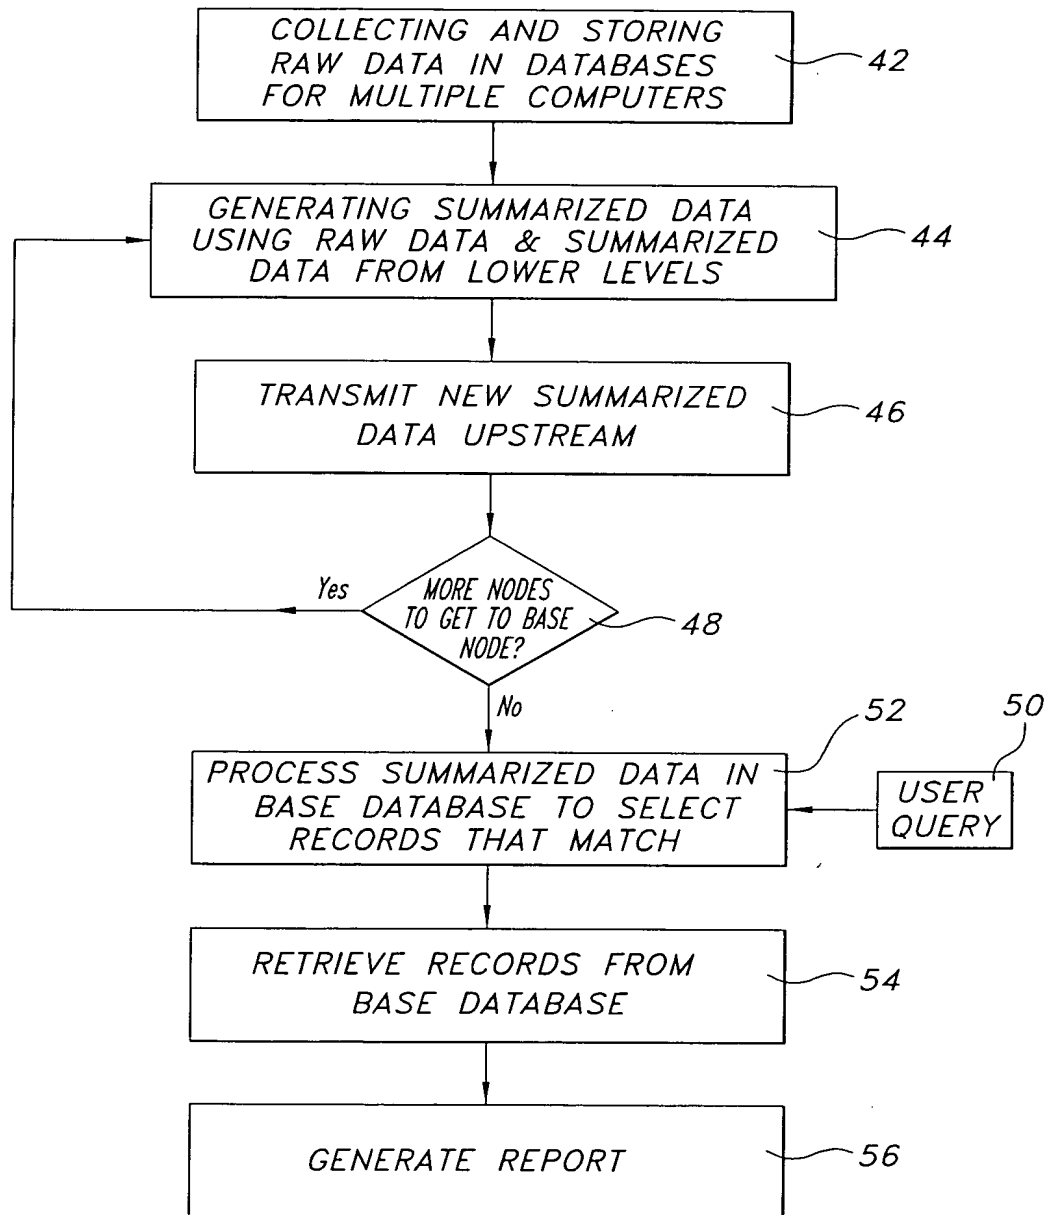 COLLECTING AND STORING
RAW DATA IN DATABASES
FOR MULTIPLE COMPUTERS
42
GENERATING SUMMARIZED DATA
USING RAW DATA & SUMMARIZED
DATA FROM LOWER LEVELS
44
TRANSMIT NEW SUMMARIZED
DATA UPSTREAM
46
Yes
MORE NODES
TO GET TO BASE
NODE?
48
No
52
50
PROCESS SUMMARIZED DATA IN
BASE DATABASE TO SELECT
RECORDS THAT MATCH
USER
QUERY
RETRIEVE RECORDS FROM
BASE DATABASE
54
GENERATE REPORT
56